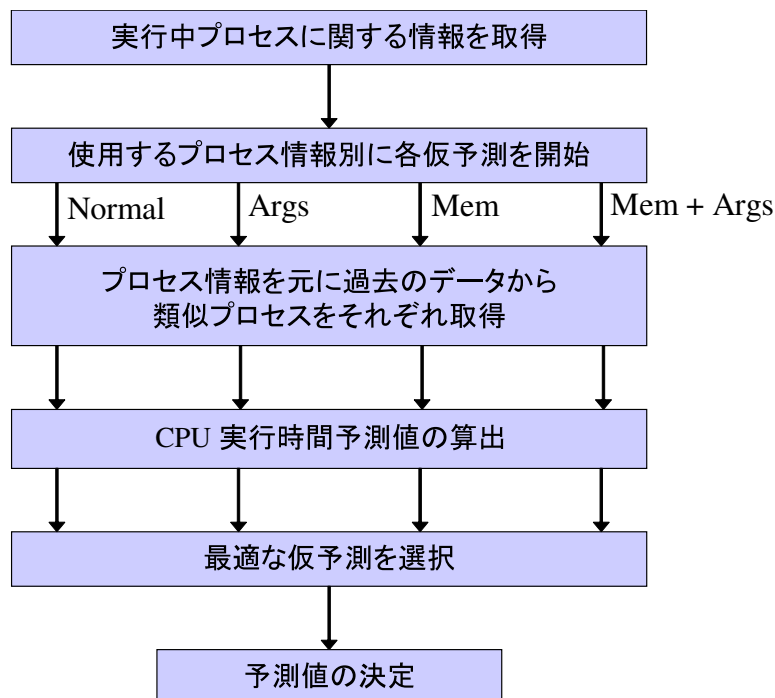 実行中プロセスに関する情報を取得
使用するプロセス情報別に各仮予測を開始
Normal
Args
Mem
Mem + Args
プロセス情報を元に過去のデータから
類似プロセスをそれぞれ取得
CPU 実行時間予測値の算出
最適な仮予測を選択
予測値の決定